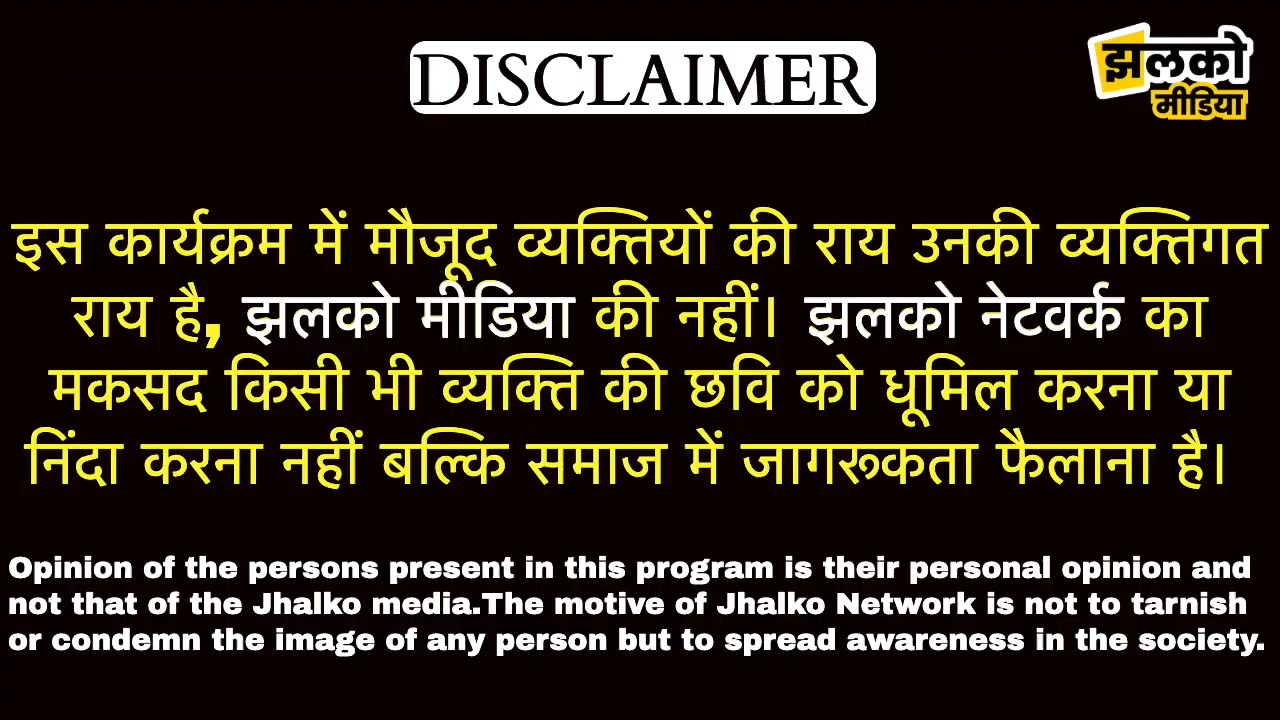 DISCLAIMER
झलको
मीडिया
इस कार्यक्रम में मौजूद व्यक्तियों की राय उनकी व्यक्तिगत
राय है, झलको मीडिया की नहीं। झलको नेटवर्क का
मकसद किसी भी व्यक्ति की छवि को धूमिल करना या
निंदा करना नहीं बल्कि समाज में जागरूकता फैलाना है।
Opinion of the persons present in this program is their personal opinion and
not that of the Jhalko media.The motive of Jhalko Network is not to tarnish
or condemn the image of any person but to spread awareness in the society.